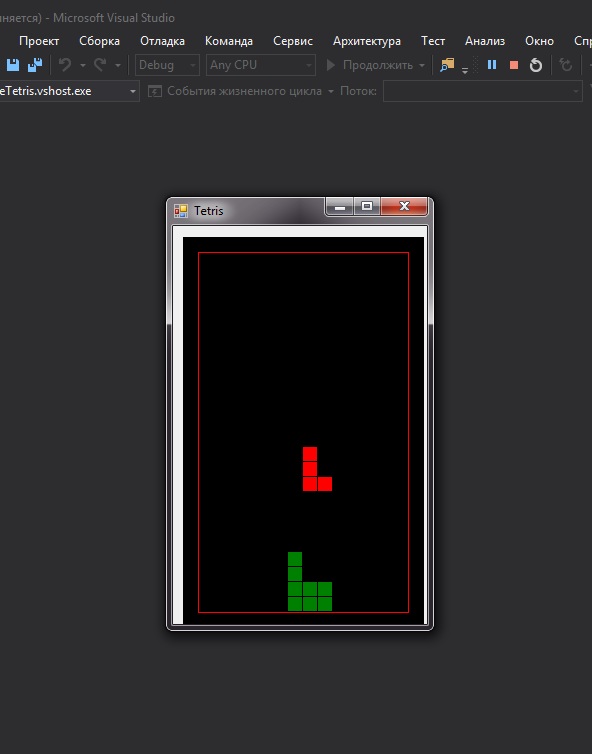 няется) - Microsoft Visual Studio
Проект Сборка Отладка Команда Сервис Архитектура Тест Анализ Окно Спр
Debug Any CPU Продолжить
eTetris.vshost.exe События жизненного цикла Поток:
Tetris